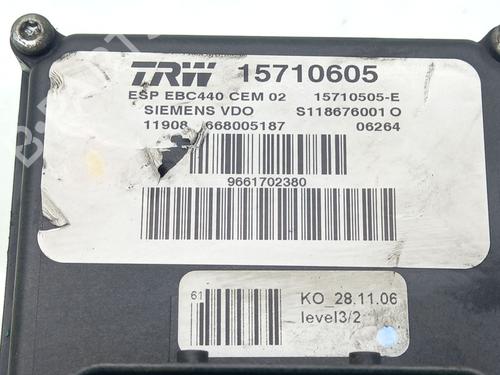 TRW 15710605
ESP EBC440 CEM 02 15710505-E
SIEMENS VDO S118676001 O
11908 668005187 06264
9661702380
61
KO_28.11.06
level3/2